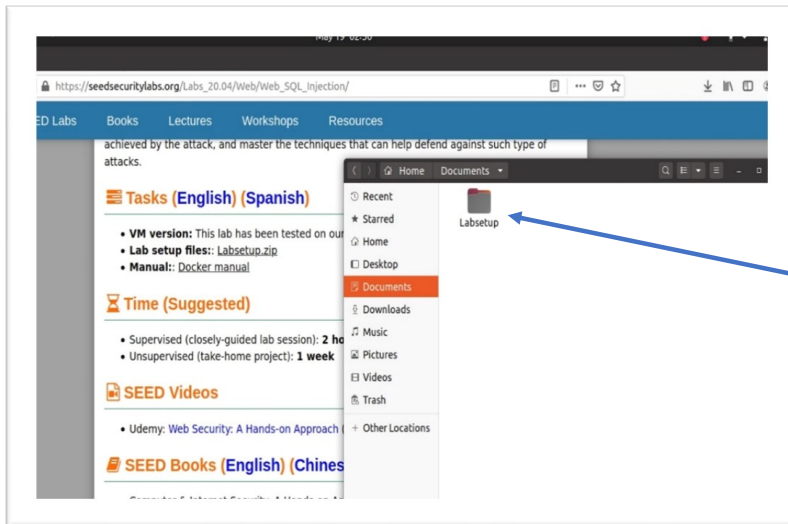 https://seedsecuritylabs.org/Labs_20.04/Web/Web_SQL_Injection/
ED Labs Books Lectures Workshops Resources
achieved by the attack, and master the techniques that can help defend against such type of
attacks.
Tasks (English) (Spanish)
• VM version: This lab has been tested on our
• Lab setup files:: Labsetup.zip
• Manual:: Docker manual
Time (Suggested)
• Supervised (closely-guided lab session): 2 ho
• Unsupervised (take-home project): 1 week
SEED Videos
• Udemy: Web Security: A Hands-on Approach (
SEED Books (English) (Chines
Home Documents
Recent
Starred
Home
Desktop
Documents
Downloads
Music
Pictures
Videos
Trash
+ Other Locations
Labsetup